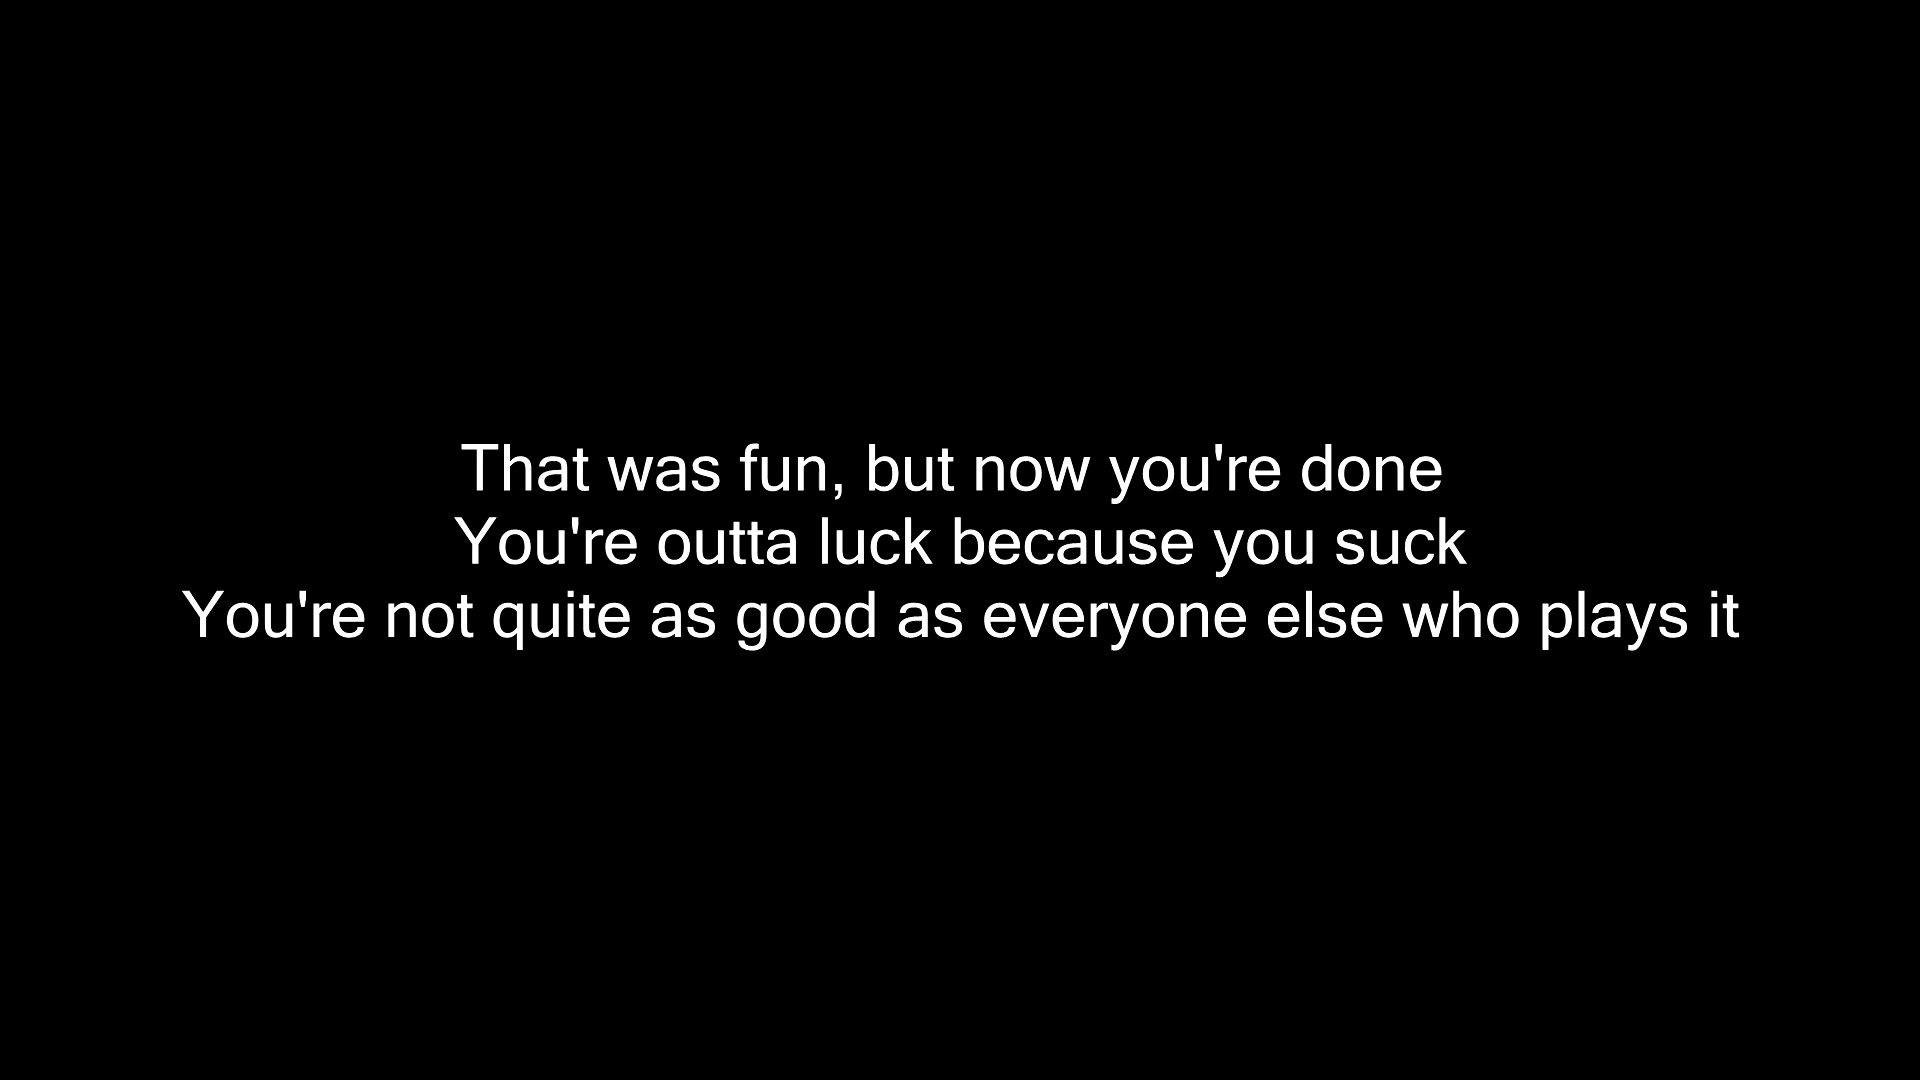 That was fun, but now you're done
You're outta luck because you suck
You're not quite as good as everyone else who plays it